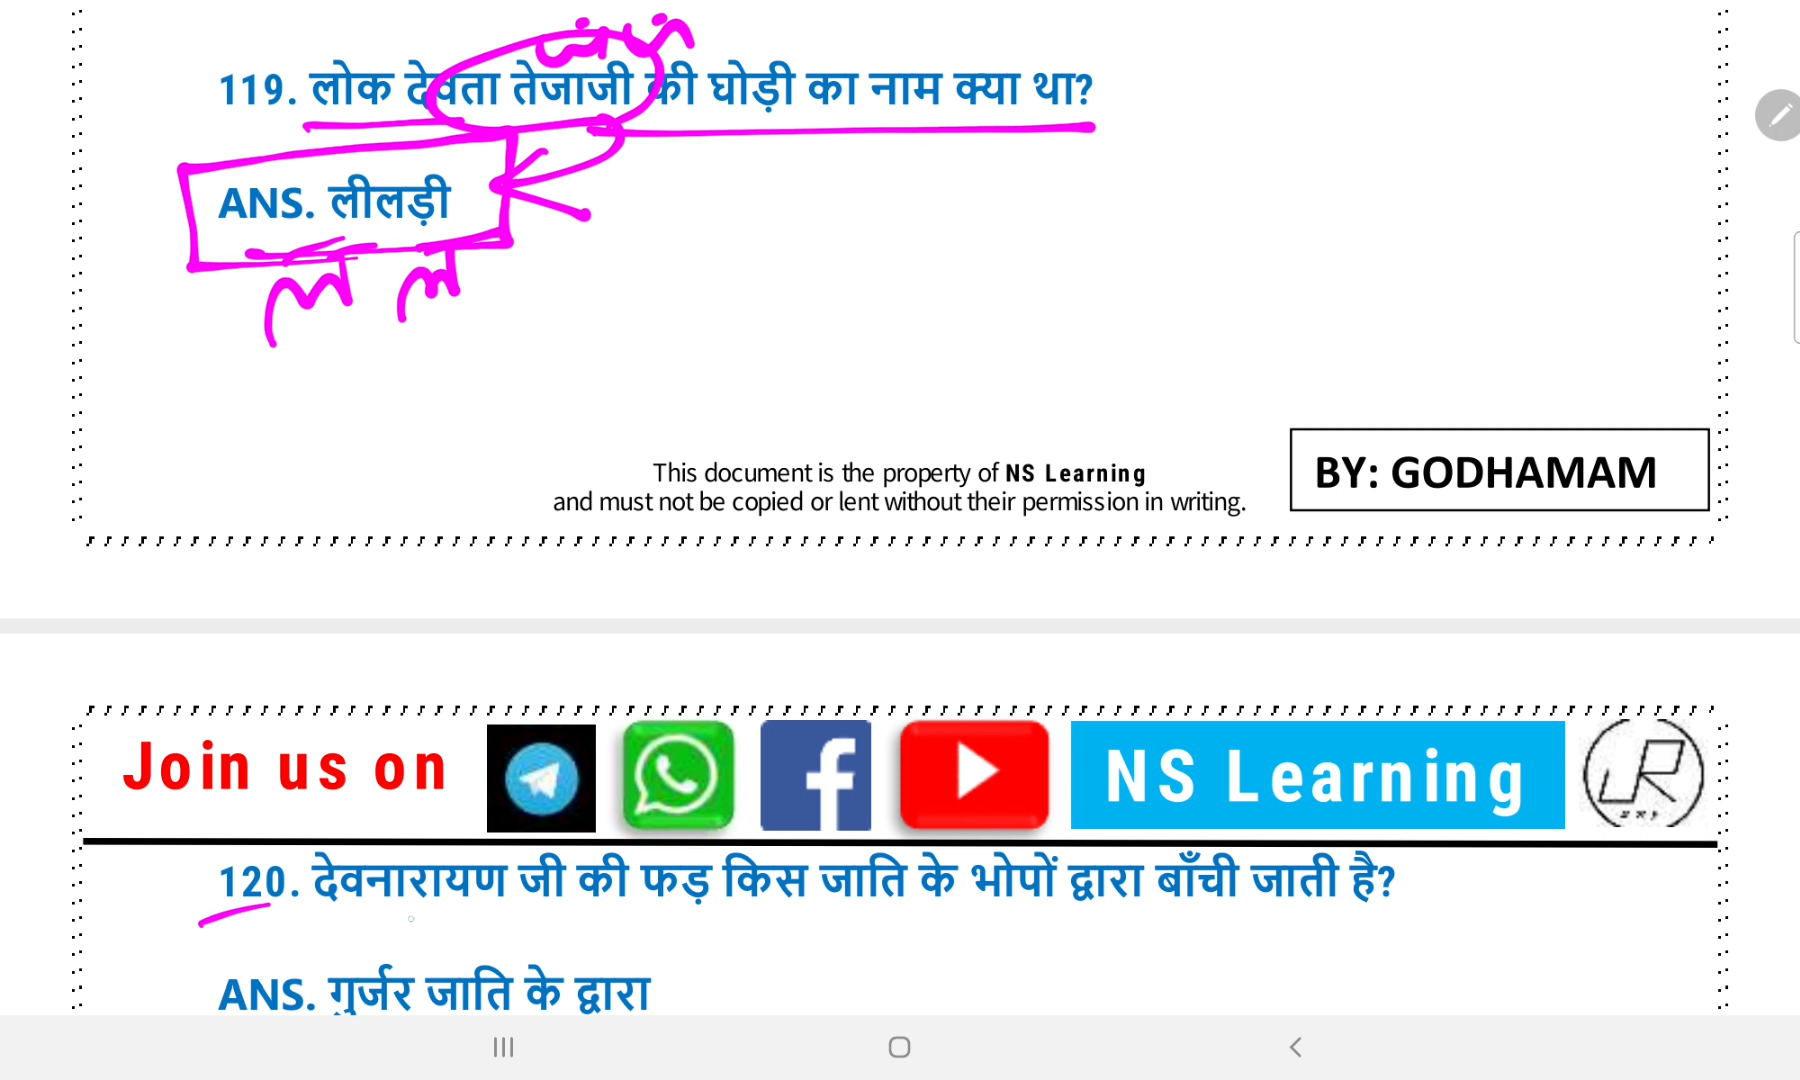 119. लोक देवता तेजाजी की घोड़ी का नाम क्या था?
ANS. लीलड़ी
ल ल
This document is the property of NS Learning
and must not be copied or lent without their permission in writing.
BY: GODHAMAM
Join us on
NS Learning
120. देवनारायण जी की फड़ किस जाति के भोपों द्वारा बाँची जाती है?
ANS. गुर्जर जाति के द्वारा